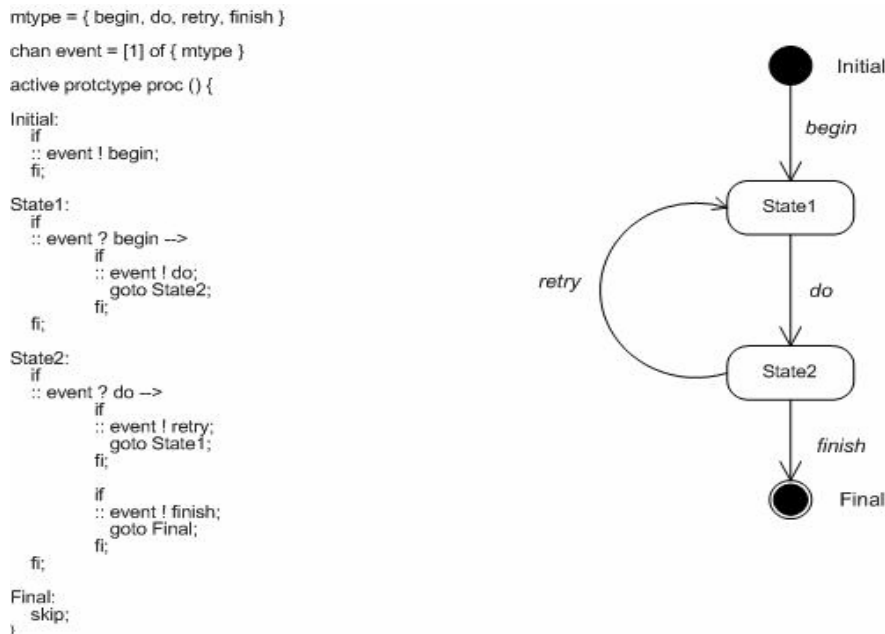 mtype = { begin, do, retry, finish }
chan event = [1] of { mtype }
active protctype proc () {
Initial:
if
:: event ! begin;
fi;
State1:
if
:: event ? begin -->
if
:: event ! do;
goto State2;
fi;
fi;
State2:
if
:: event ? do -->
if
:: event ! retry;
goto State1;
fi;
if
:: event ! finish;
goto Final;
fi;
fi;
Final:
skip;
}
Initial
begin
State1
retry
do
State2
finish
Final